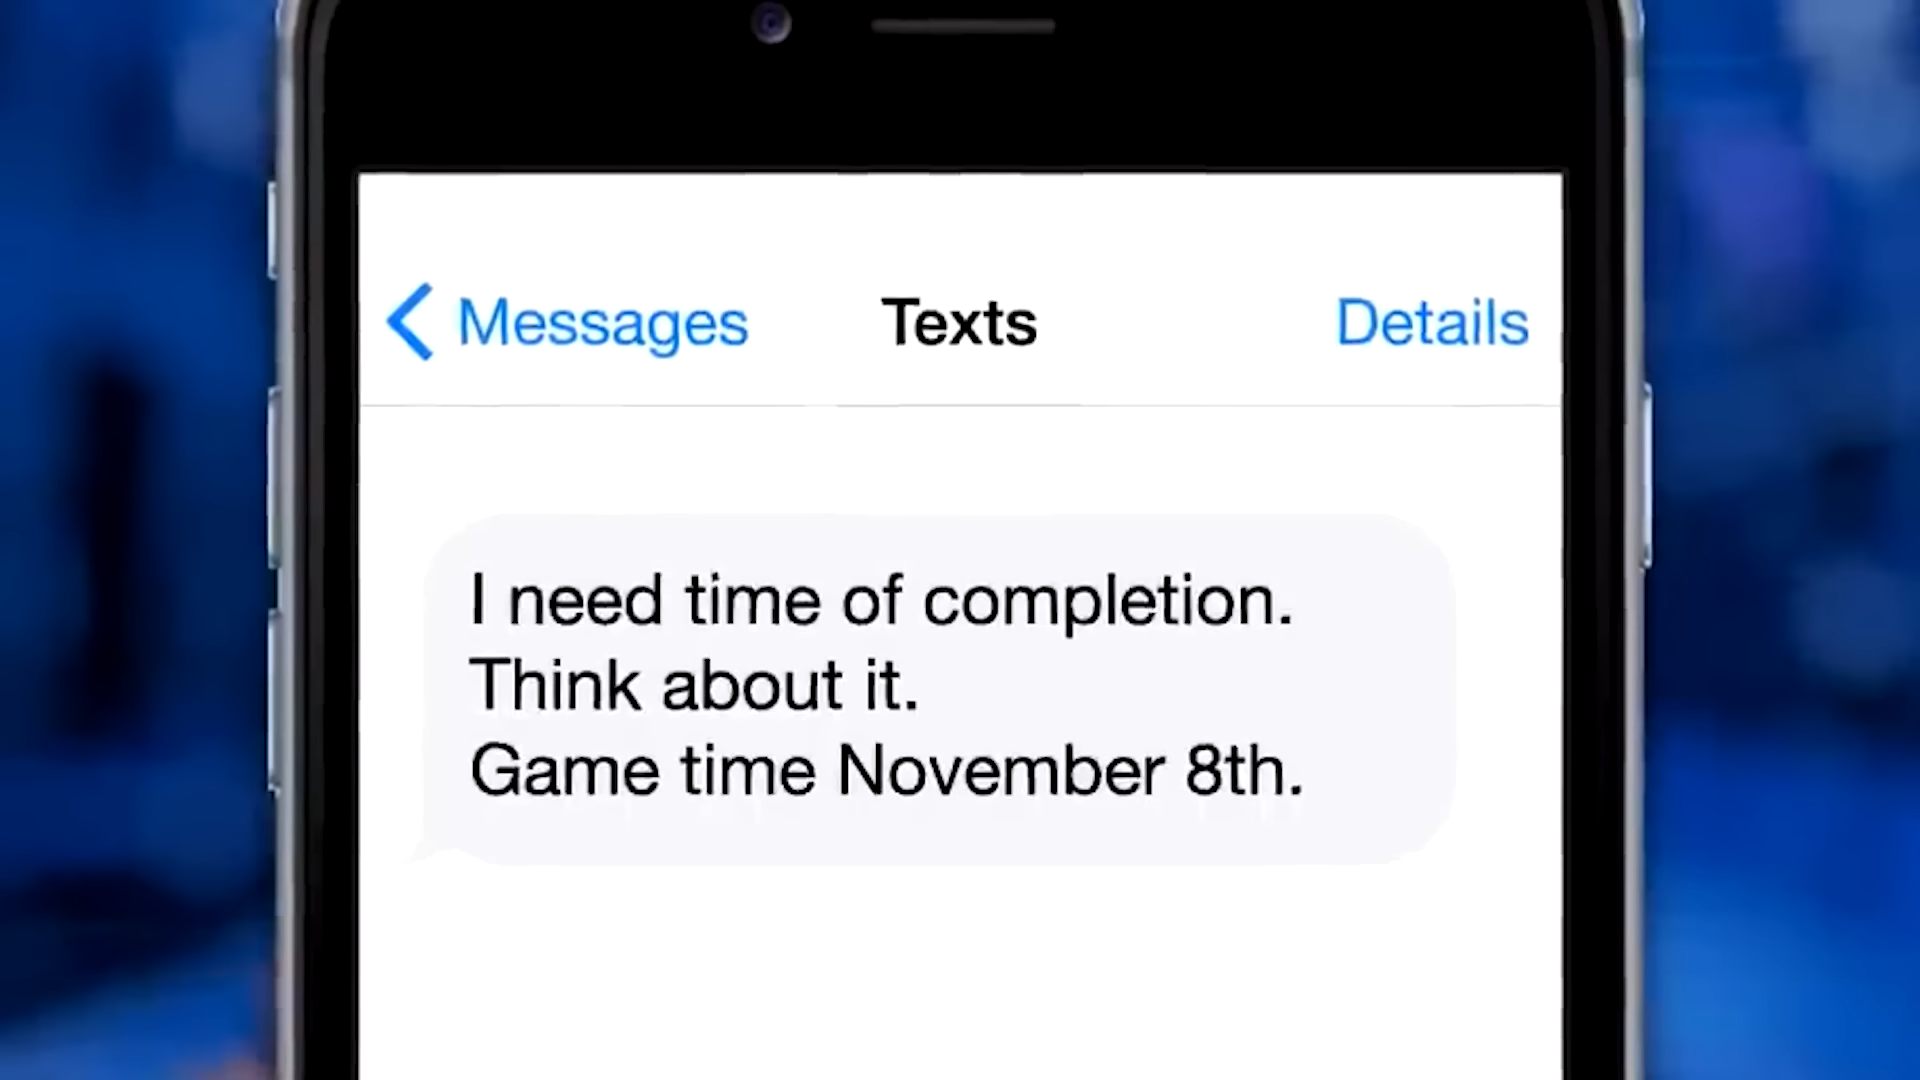 Messages Texts Details
I need time of completion.
Think about it.
Game time November 8th.